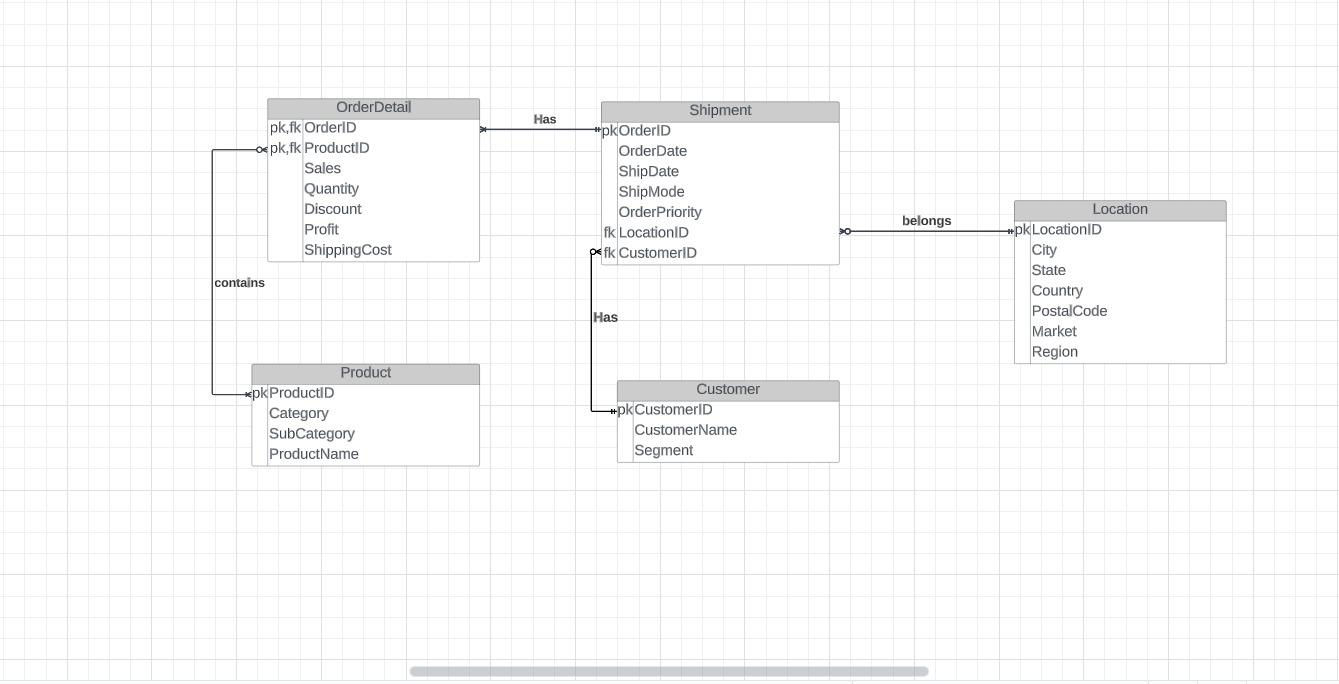 OrderDetail
pk,fk OrderID
pk,fk ProductID
Sales
Quantity
Discount
Profit
ShippingCost
Has
Shipment
pk OrderID
OrderDate
ShipDate
ShipMode
OrderPriority
fk LocationID
fk CustomerID
belongs
Location
pk LocationID
City
State
Country
PostalCode
Market
Region
contains
Has
Product
pk ProductID
Category
SubCategory
ProductName
Customer
pk CustomerID
CustomerName
Segment